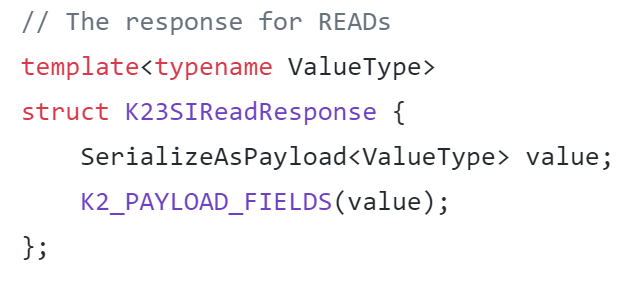 // The response for READs
template<typename ValueType>
struct K23SIReadResponse {
    SerializeAsPayload<ValueType> value;
    K2_PAYLOAD_FIELDS(value);
};